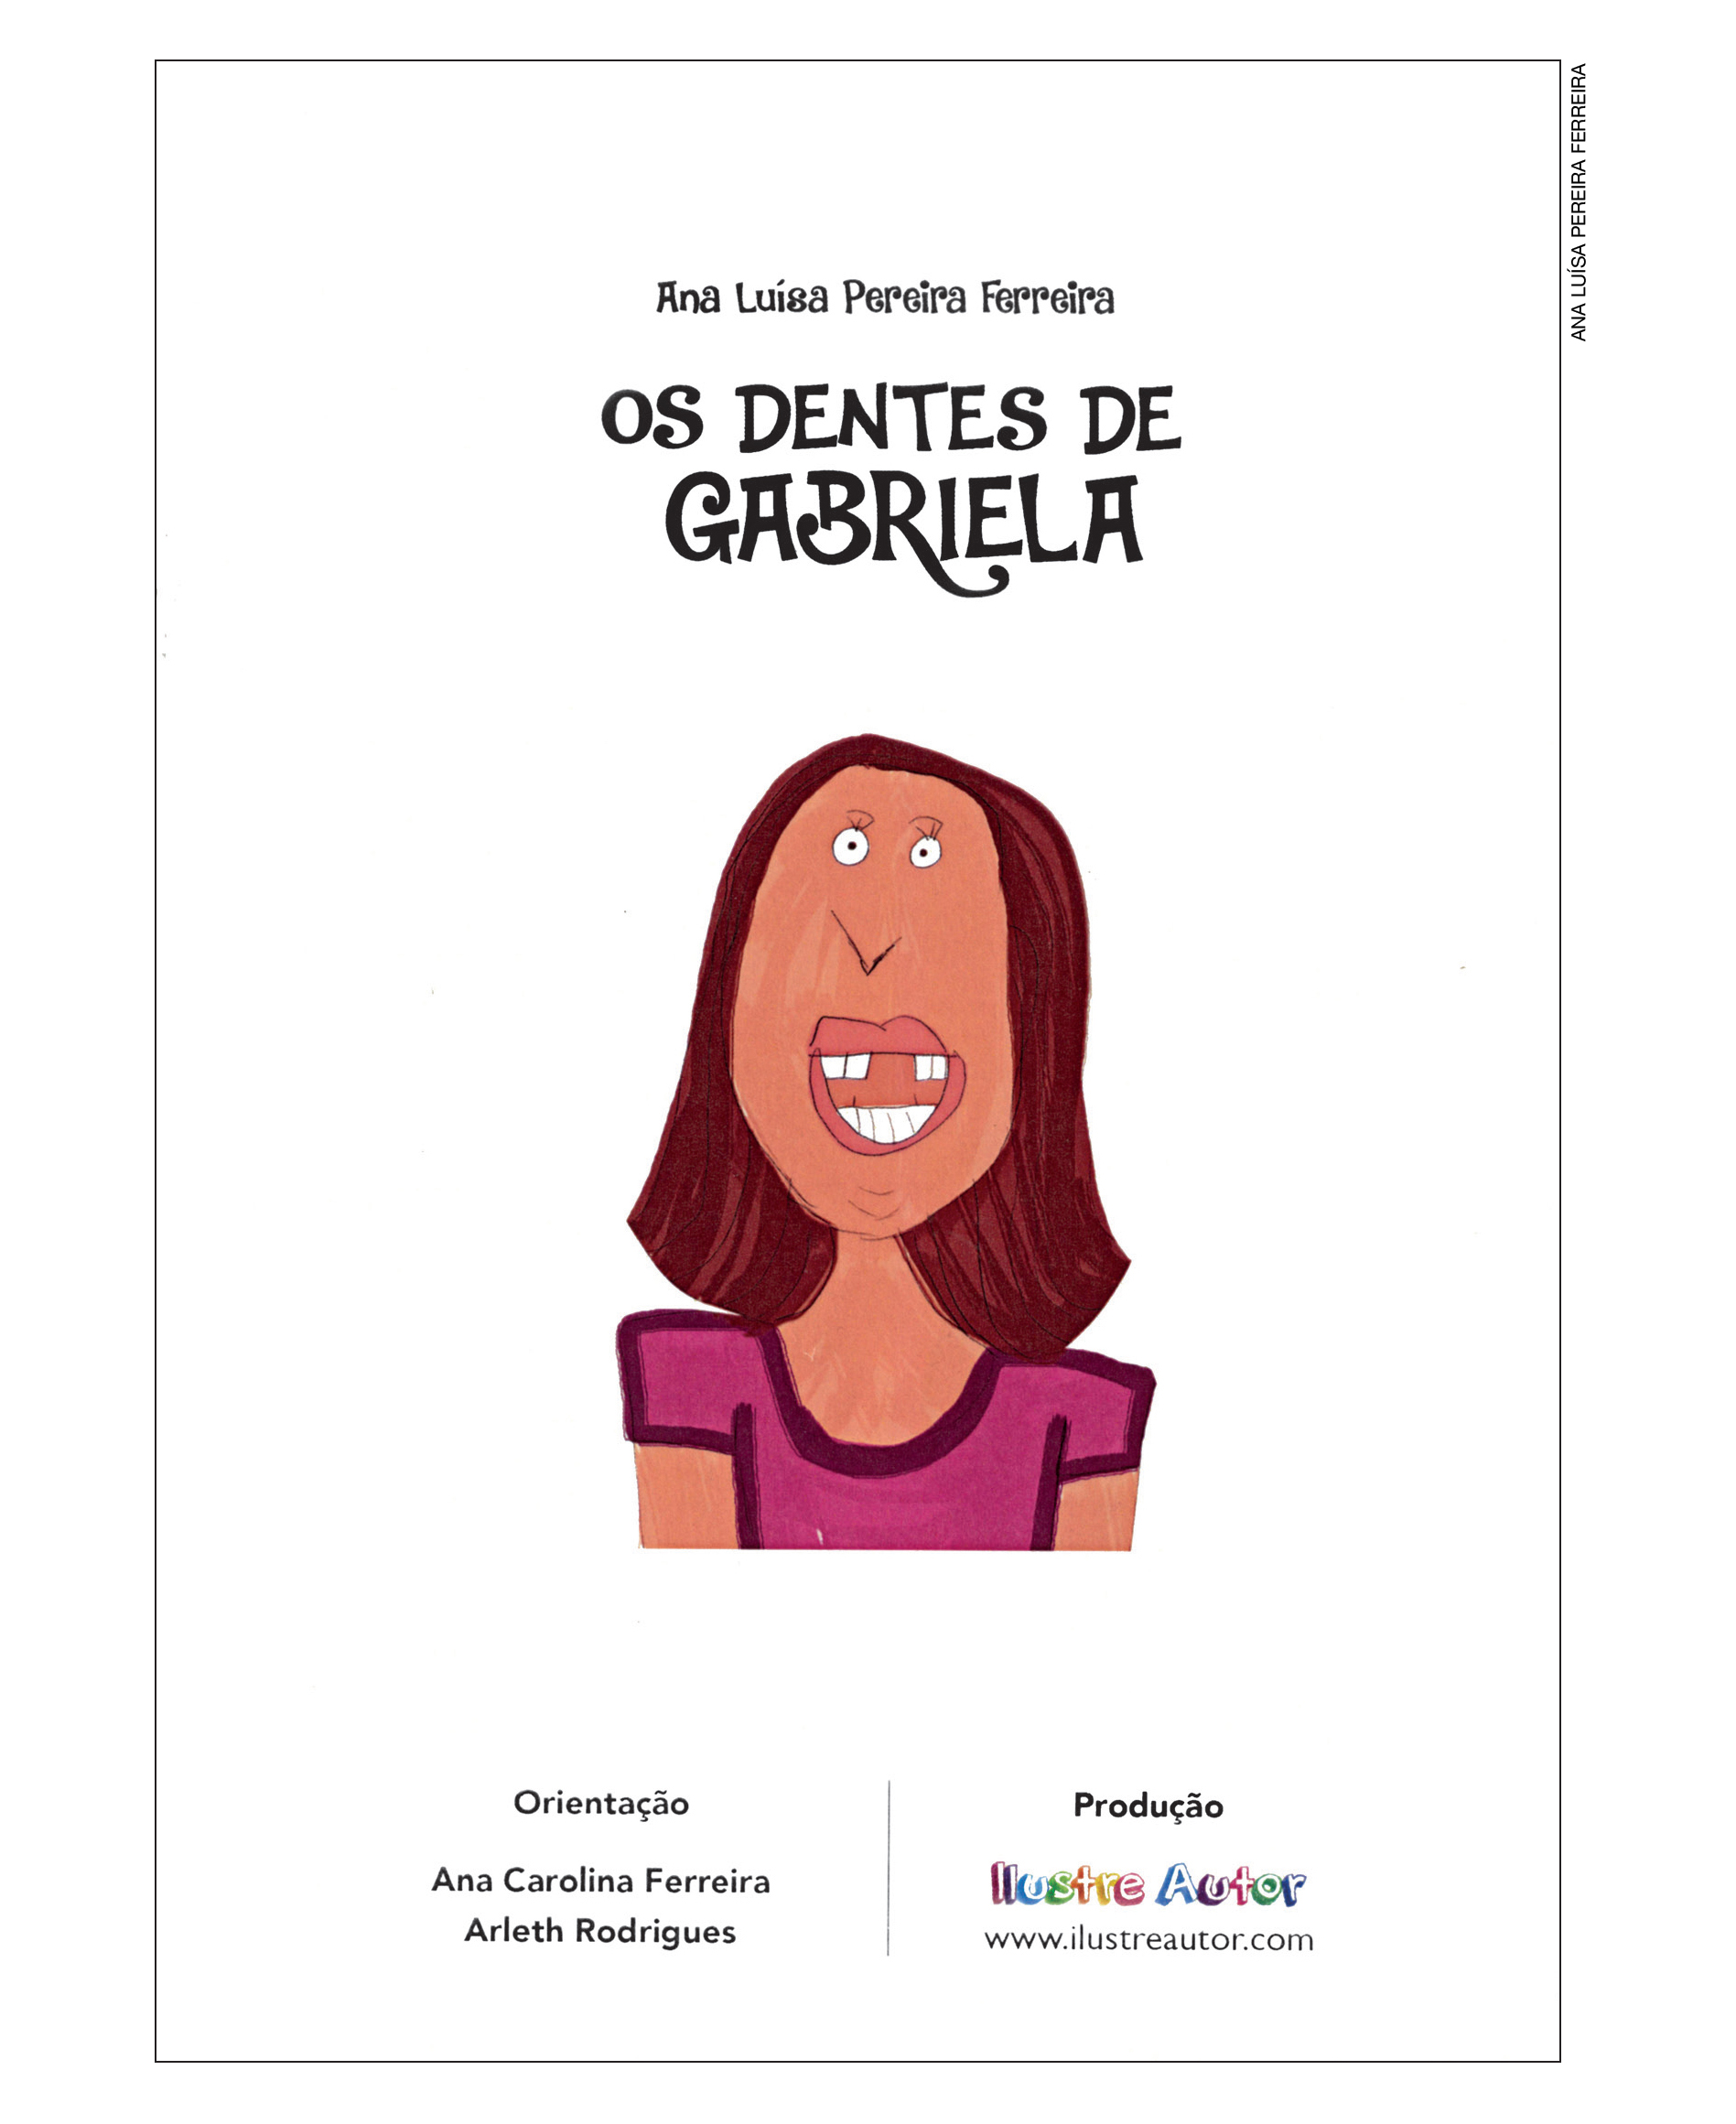 ANA LUÍSA PEREIRA FERREIRA
Ana Luísa Pereira Ferreira
OS DENTES DE
GABRIELA
Orientação
Ana Carolina Ferreira
Arleth Rodrigues
Produção
Ilustre Autor
www.ilustreautor.com